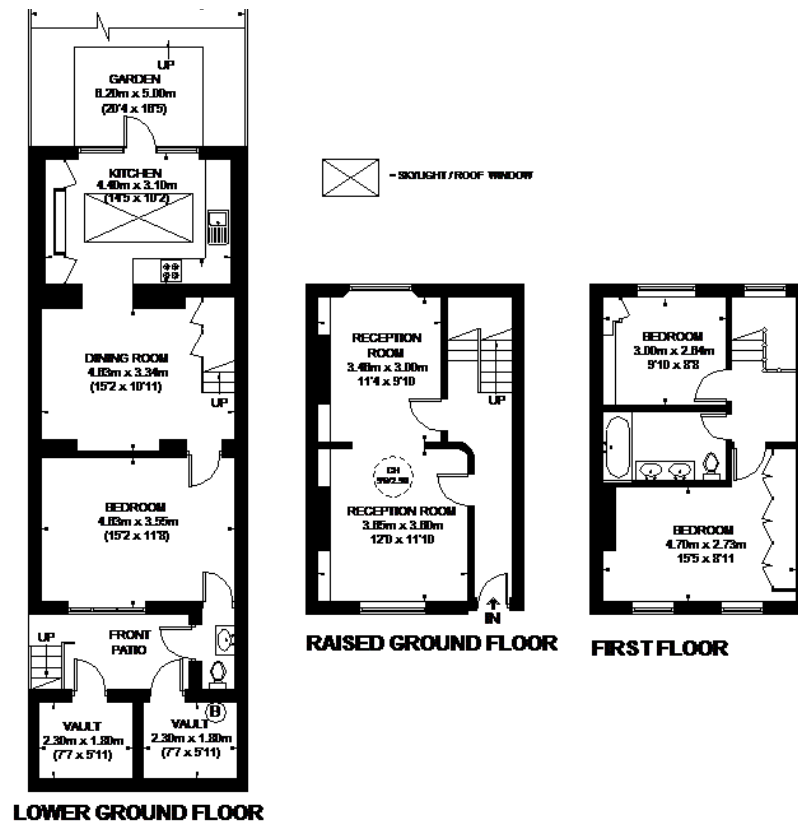 UP
GARDEN
6.20m x 5.00m
(20'4 x 16'5)
KITCHEN
4.40m x 3.10m
(14'5 x 10'2)
= SKYLIGHT / ROOF WINDOW
DINING ROOM
4.63m x 3.34m
(15'2 x 10'11)
UP
BEDROOM
4.63m x 3.55m
(15'2 x 11'8)
UP
FRONT
PATIO
B
VAULT
2.30m x 1.80m
(7'7 x 5'11)
VAULT
2.30m x 1.80m
(7'7 x 5'11)
LOWER GROUND FLOOR
RECEPTION
ROOM
3.46m x 3.00m
11'4 x 9'10
UP
CH
RECEPTION ROOM
3.65m x 3.60m
12'0 x 11'10
IN
RAISED GROUND FLOOR
BEDROOM
3.00m x 2.64m
9'10 x 8'8
BEDROOM
4.70m x 2.73m
15'5 x 8'11
FIRST FLOOR